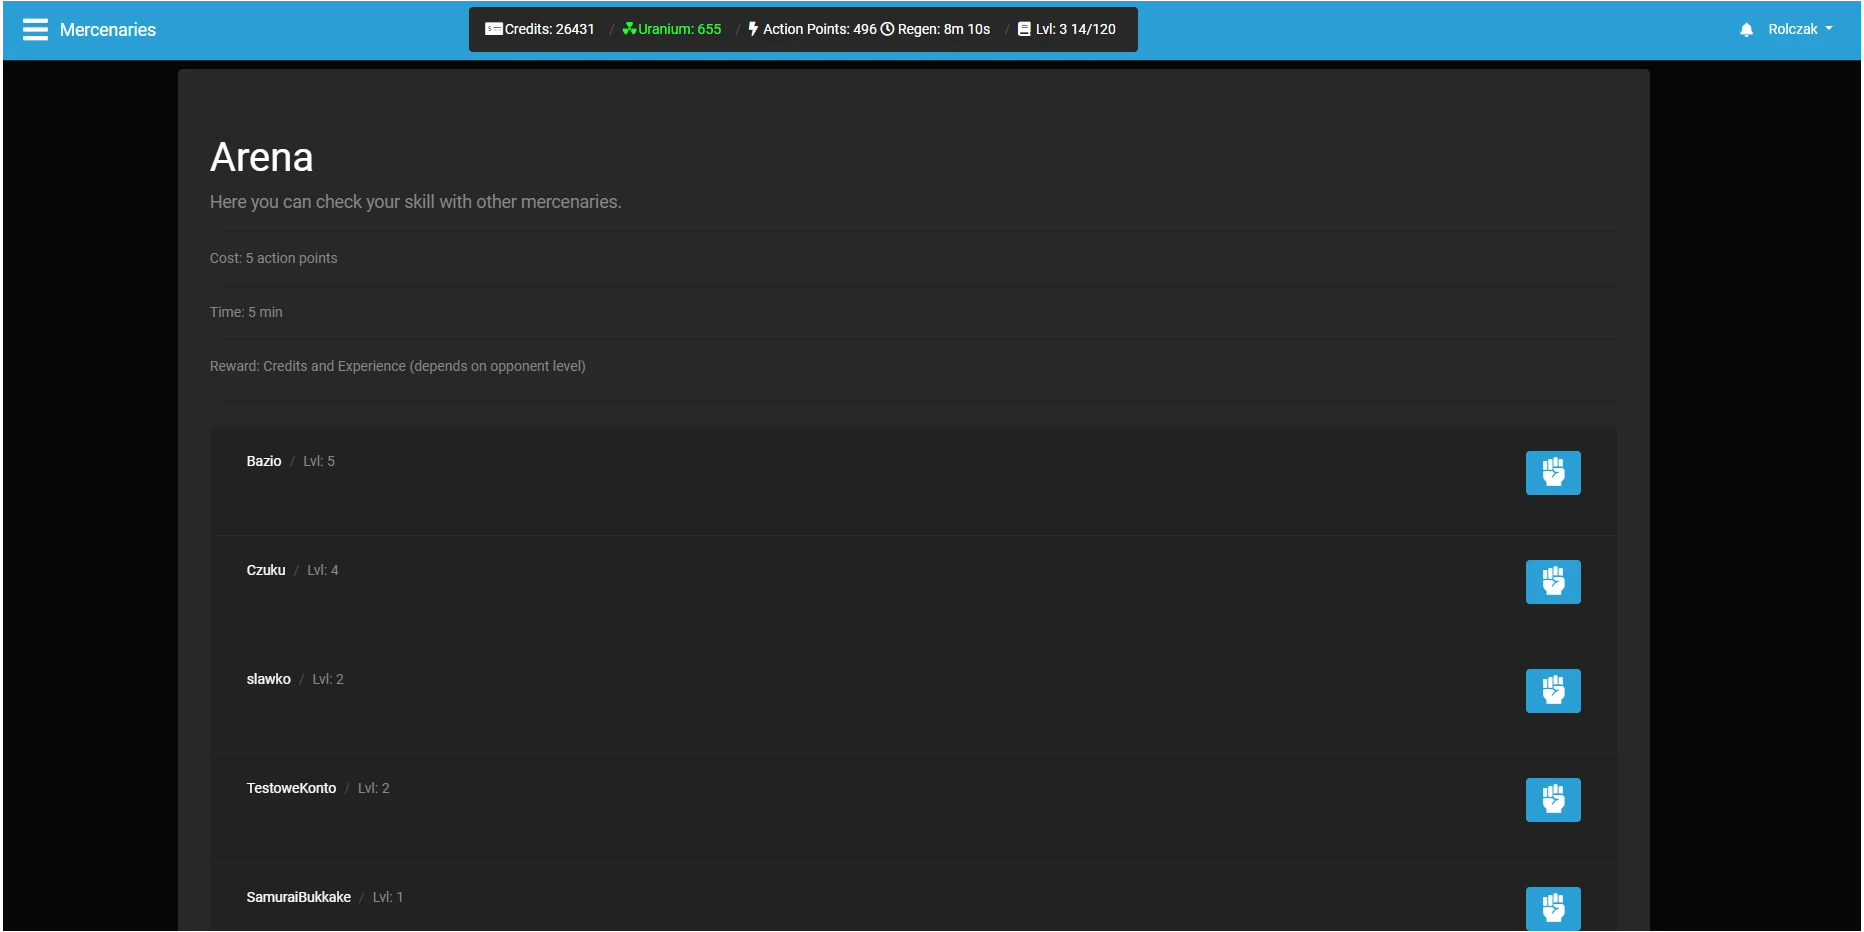 Mercenaries
Credits: 26431 / Uranium: 655 / Action Points: 496 Regen: 8m 10s / Lvl: 3 14/120
Rolczak
Arena
Here you can check your skill with other mercenaries.
Cost: 5 action points
Time: 5 min
Reward: Credits and Experience (depends on opponent level)
Bazio / Lvl: 5
Czuku / Lvl: 4
slawko / Lvl: 2
TestoweKonto / Lvl: 2
SamuraiBukkake / Lvl: 1